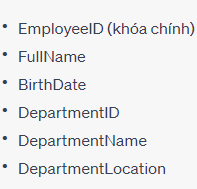 • EmployeeID (khóa chính)
• FullName
• BirthDate
• DepartmentID
• DepartmentName
• DepartmentLocation